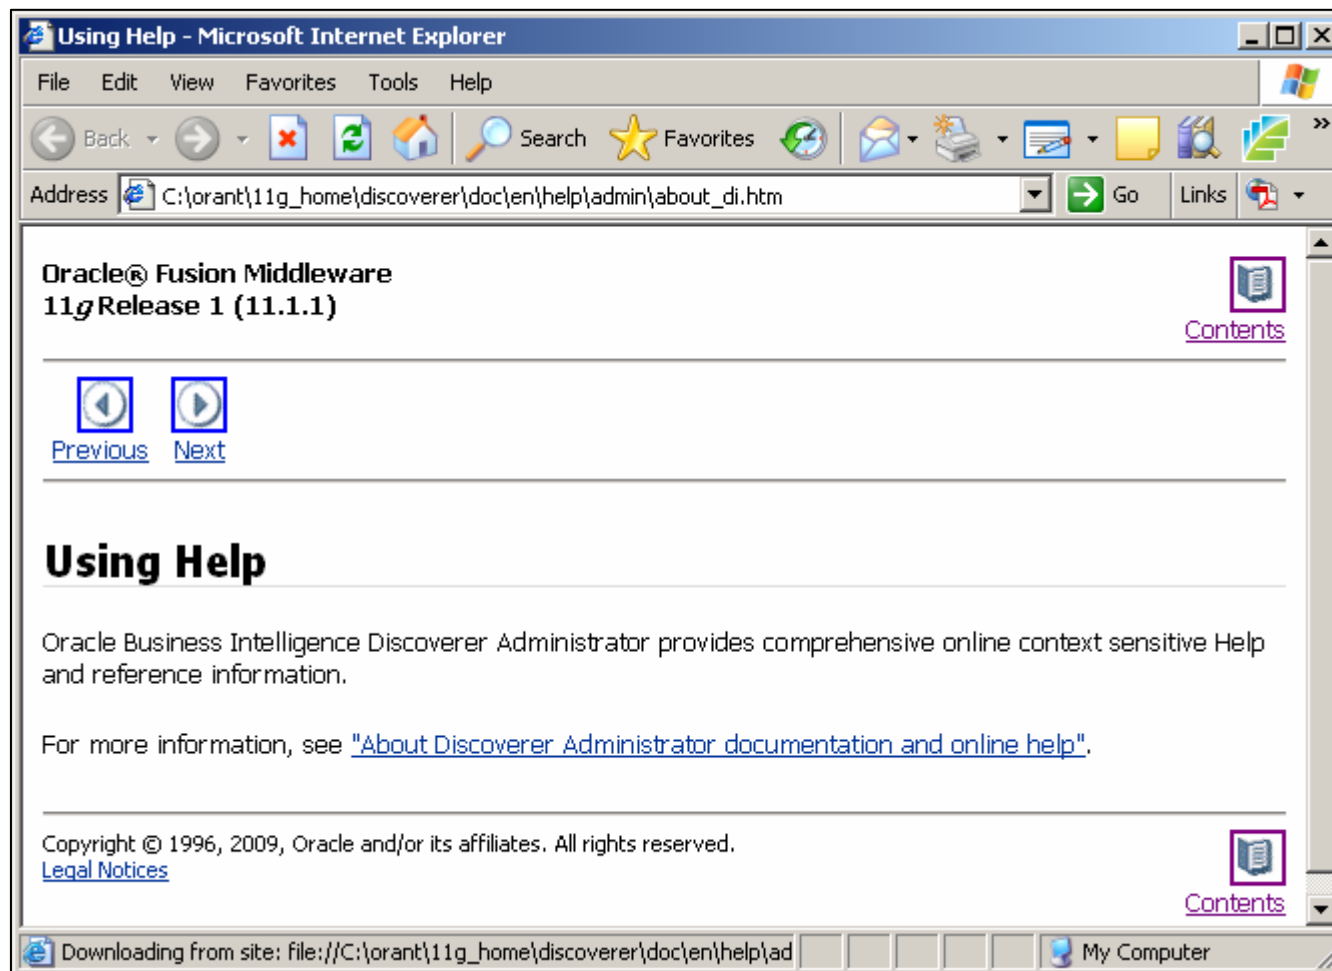 Using Help - Microsoft Internet Explorer
File Edit View Favorites Tools Help
Back Search Favorites »
Address C:\orant\11g_home\discoverer\doc\en\help\admin\about_di.htm Go Links
Oracle® Fusion Middleware
11g Release 1 (11.1.1)
Contents
Previous Next
Using Help
Oracle Business Intelligence Discoverer Administrator provides comprehensive online context sensitive Help
and reference information.
For more information, see "About Discoverer Administrator documentation and online help".
Copyright © 1996, 2009, Oracle and/or its affiliates. All rights reserved.
Legal Notices
Contents
Downloading from site: file://C:\orant\11g_home\discoverer\doc\en\help\ad My Computer